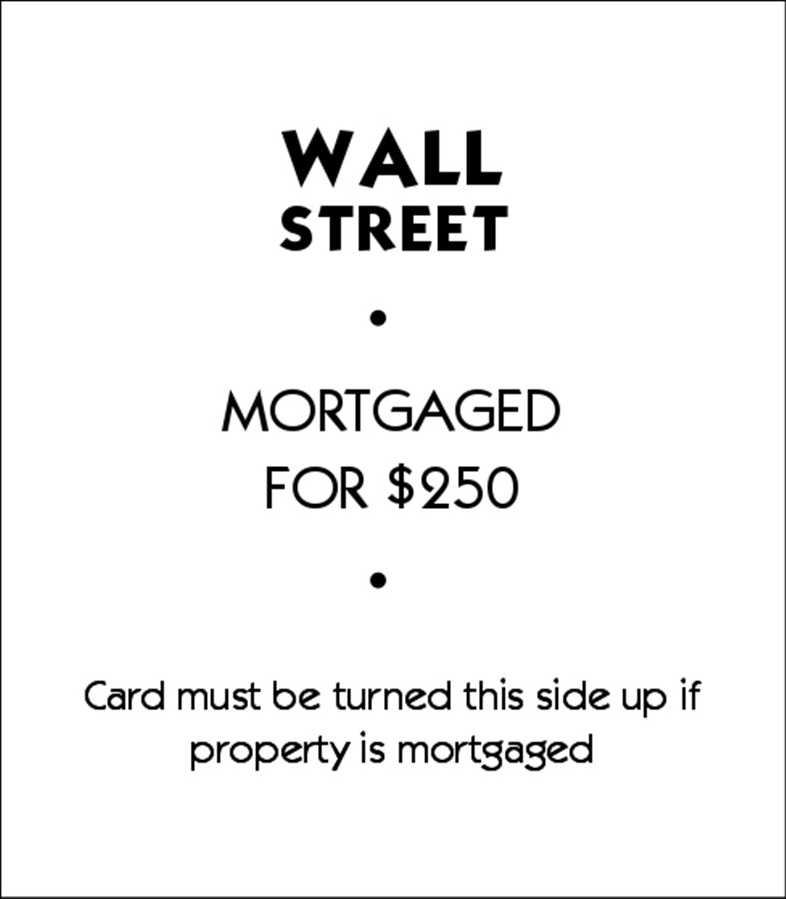 WALL
STREET
•
MORTGAGED
FOR $250
•
Card must be turned this side up if
property is mortgaged